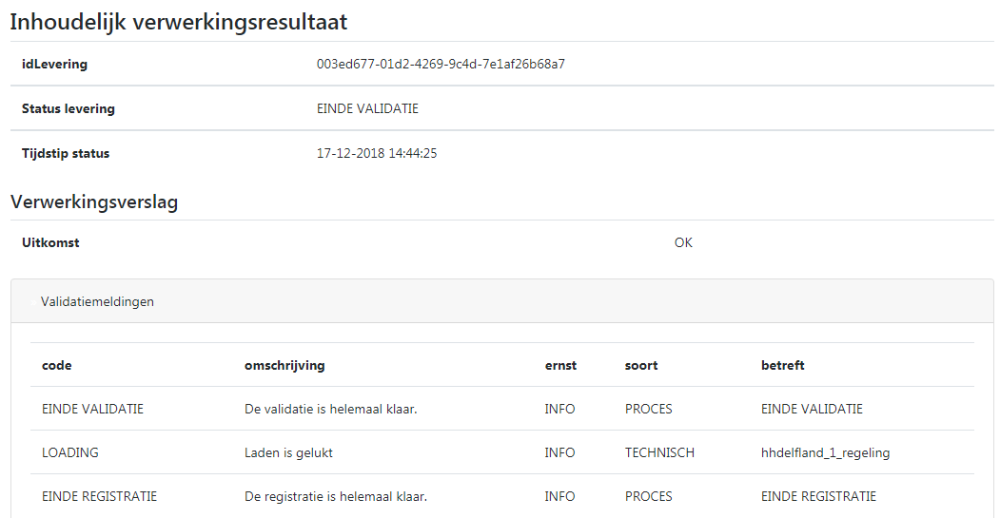 Inhoudelijk verwerkingsresultaat
idLevering 003ed677-01d2-4269-9c4d-7e1af26b68a7
Status levering EINDE VALIDATIE
Tijdstip status 17-12-2018 14:44:25
Verwerkingsverslag
Uitkomst OK
Validatiemeldingen
code omschrijving ernst soort betreft
EINDE VALIDATIE De validatie is helemaal klaar. INFO PROCES EINDE VALIDATIE
LOADING Laden is gelukt INFO TECHNISCH hhdelfland_1_regeling
EINDE REGISTRATIE De registratie is helemaal klaar. INFO PROCES EINDE REGISTRATIE